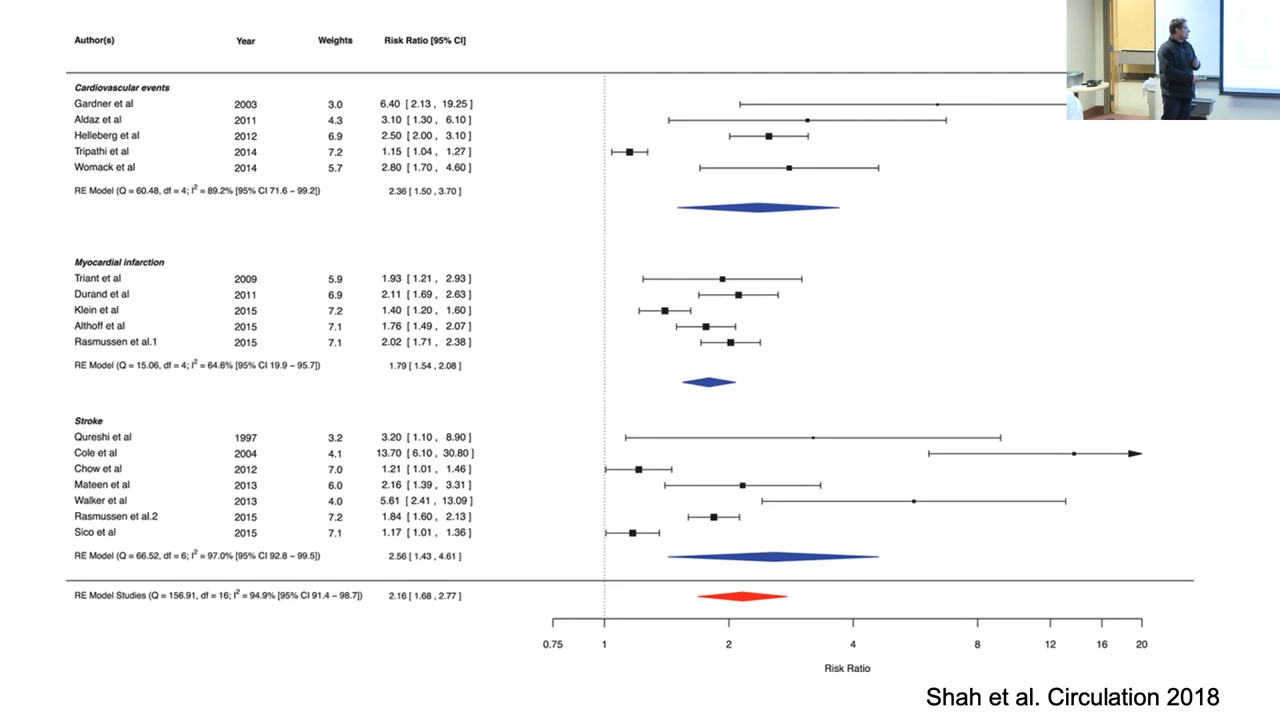 Author(s) Year Weights Risk Ratio [95% CI]
Cardiovascular events
Gardner et al 2003 3.0 6.40 [ 2.13 , 19.25 ]
Aldaz et al 2011 4.3 3.10 [ 1.30 , 6.10 ]
Helleberg et al 2012 6.9 2.50 [ 2.00 , 3.10 ]
Tripathi et al 2014 7.2 1.15 [ 1.04 , 1.27 ]
Womack et al 2014 5.7 2.80 [ 1.70 , 4.60 ]
RE Model (Q = 60.48, df = 4; I² = 89.2% [95% CI 71.6 – 99.2]) 2.36 [ 1.50 , 3.70 ]
Myocardial infarction
Triant et al 2009 5.9 1.93 [ 1.21 , 2.93 ]
Durand et al 2011 6.9 2.11 [ 1.69 , 2.63 ]
Klein et al 2015 7.2 1.40 [ 1.20 , 1.60 ]
Althoff et al 2015 7.1 1.76 [ 1.49 , 2.07 ]
Rasmussen et al.1 2015 7.1 2.02 [ 1.71 , 2.38 ]
RE Model (Q = 15.06, df = 4; I² = 64.6% [95% CI 19.9 – 95.7]) 1.79 [ 1.54 , 2.08 ]
Stroke
Qureshi et al 1997 3.2 3.20 [ 1.10 , 8.90 ]
Cole et al 2004 4.1 13.70 [ 6.10 , 30.80 ]
Chow et al 2012 7.0 1.21 [ 1.01 , 1.46 ]
Mateen et al 2013 6.0 2.16 [ 1.39 , 3.31 ]
Walker et al 2013 4.0 5.61 [ 2.41 , 13.09 ]
Rasmussen et al.2 2015 7.2 1.84 [ 1.60 , 2.13 ]
Sico et al 2015 7.1 1.17 [ 1.01 , 1.36 ]
RE Model (Q = 66.52, df = 6; I² = 97.0% [95% CI 92.8 – 99.5]) 2.56 [ 1.43 , 4.61 ]
RE Model Studies (Q = 156.91, df = 16; I² = 94.9% [95% CI 91.4 – 98.7]) 2.16 [ 1.68 , 2.77 ]
0.75 1 2 4 8 12 16 20
Risk Ratio
Shah et al. Circulation 2018